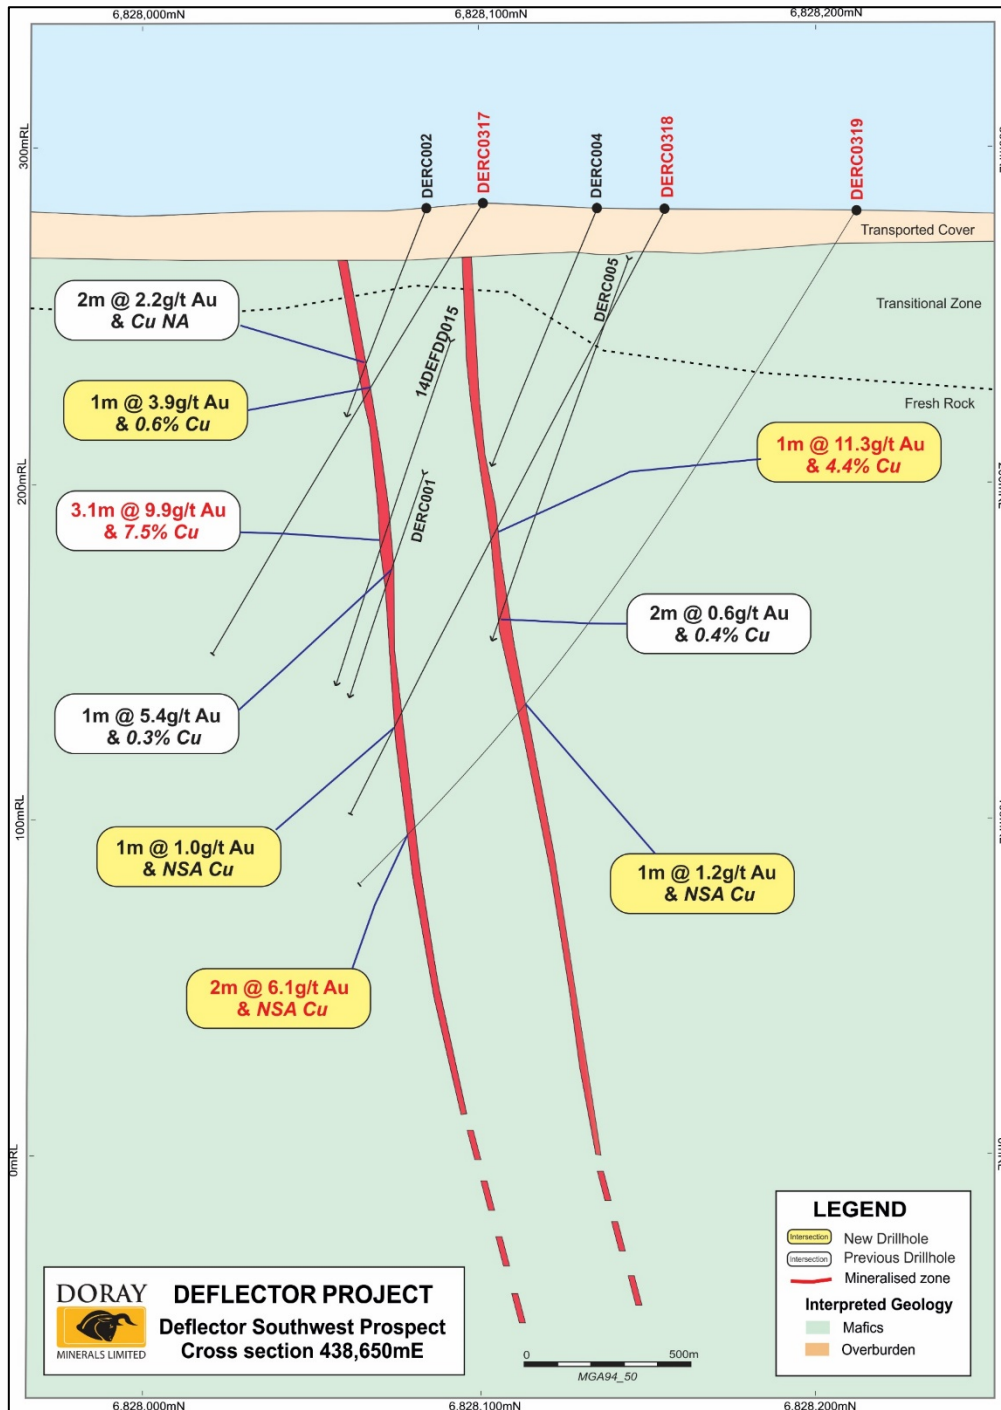 6,828,000mN
6,828,100mN
6,828,200mN
300mRL
DERC002
DERC0317
DERC004
DERC0318
DERC0319
Transported Cover
DERC005
2m @ 2.2g/t Au
& Cu NA
14DEFDD015
Transitional Zone
1m @ 3.9g/t Au
& 0.6% Cu
Fresh Rock
1m @ 11.3g/t Au
& 4.4% Cu
200mRL
DERC001
3.1m @ 9.9g/t Au
& 7.5% Cu
2m @ 0.6g/t Au
& 0.4% Cu
1m @ 5.4g/t Au
& 0.3% Cu
100mRL
1m @ 1.0g/t Au
& NSA Cu
1m @ 1.2g/t Au
& NSA Cu
2m @ 6.1g/t Au
& NSA Cu
0mRL
LEGEND
Intersection New Drillhole
Intersection Previous Drillhole
Mineralised zone
Interpreted Geology
Mafics
Overburden
DORAY
MINERALS LIMITED
DEFLECTOR PROJECT
Deflector Southwest Prospect
Cross section 438,650mE
0 500m
MGA94_50
6,828,000mN
6,828,100mN
6,828,200mN